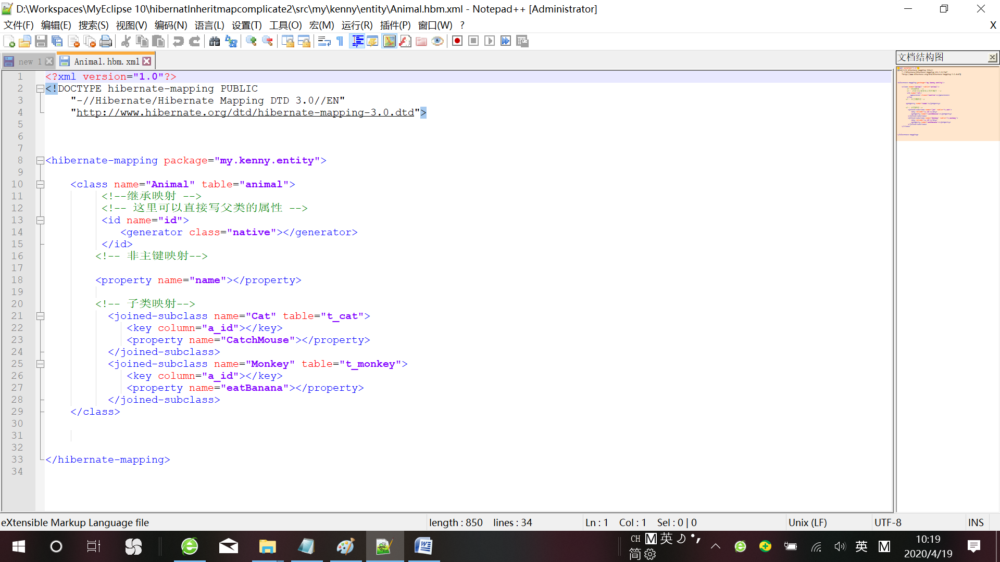 D:\Workspaces\MyEclipse 10\hibernatInheritmapcomplicate2\src\my\kenny\entity\Animal.hbm.xml - Notepad++ [Administrator]
文件(F) 编辑(E) 搜索(S) 视图(V) 编码(N) 语言(L) 设置(T) 工具(O) 宏(M) 运行(R) 插件(P) 窗口(W) ? X
new 1 Animal.hbm.xml 文档结构图
1 <?xml version="1.0"?>
2 <!DOCTYPE hibernate-mapping PUBLIC
3 "-//Hibernate/Hibernate Mapping DTD 3.0//EN"
4 "http://www.hibernate.org/dtd/hibernate-mapping-3.0.dtd">
5
6
7
8 <hibernate-mapping package="my.kenny.entity">
9
10 <class name="Animal" table="animal">
11 <!--继承映射 -->
12 <!-- 这里可以直接写父类的属性 -->
13 <id name="id">
14 <generator class="native"></generator>
15 </id>
16 <!-- 非主键映射-->
17
18 <property name="name"></property>
19
20 <!-- 子类映射-->
21 <joined-subclass name="Cat" table="t_cat">
22 <key column="a_id"></key>
23 <property name="CatchMouse"></property>
24 </joined-subclass>
25 <joined-subclass name="Monkey" table="t_monkey">
26 <key column="a_id"></key>
27 <property name="eatBanana"></property>
28 </joined-subclass>
29 </class>
30
31
32
33 </hibernate-mapping>
34
eXtensible Markup Language file length : 850 lines : 34 Ln : 1 Col : 1 Sel : 0 | 0 Unix (LF) UTF-8 INS
CH M 英 简 英 M 10:19
2020/4/19